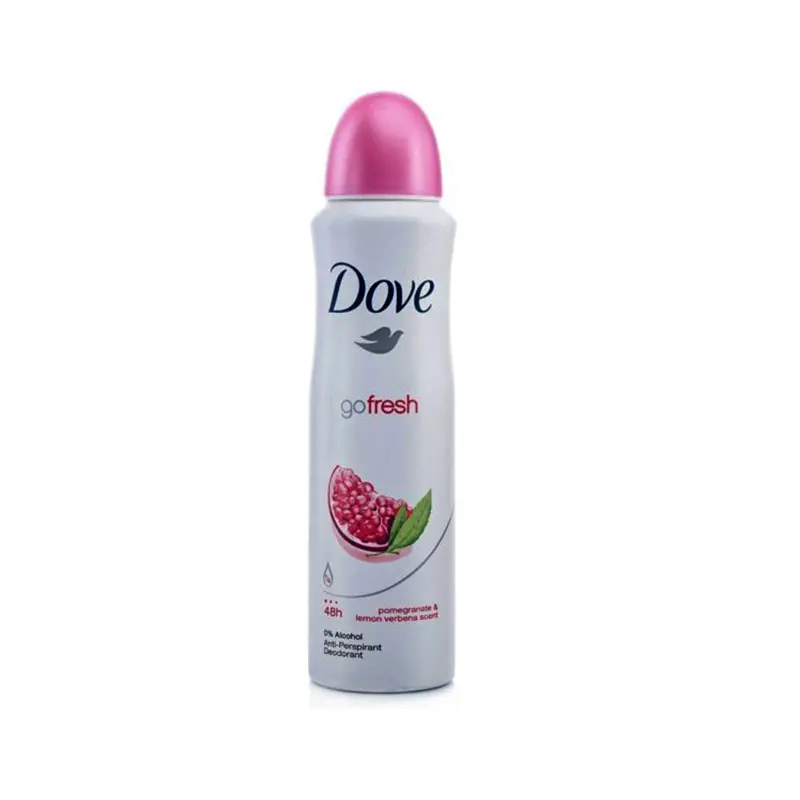 Dove
gofresh
48h
pomegranate &
lemon verbena scent
0% Alcohol
Anti-Perspirant
Deodorant